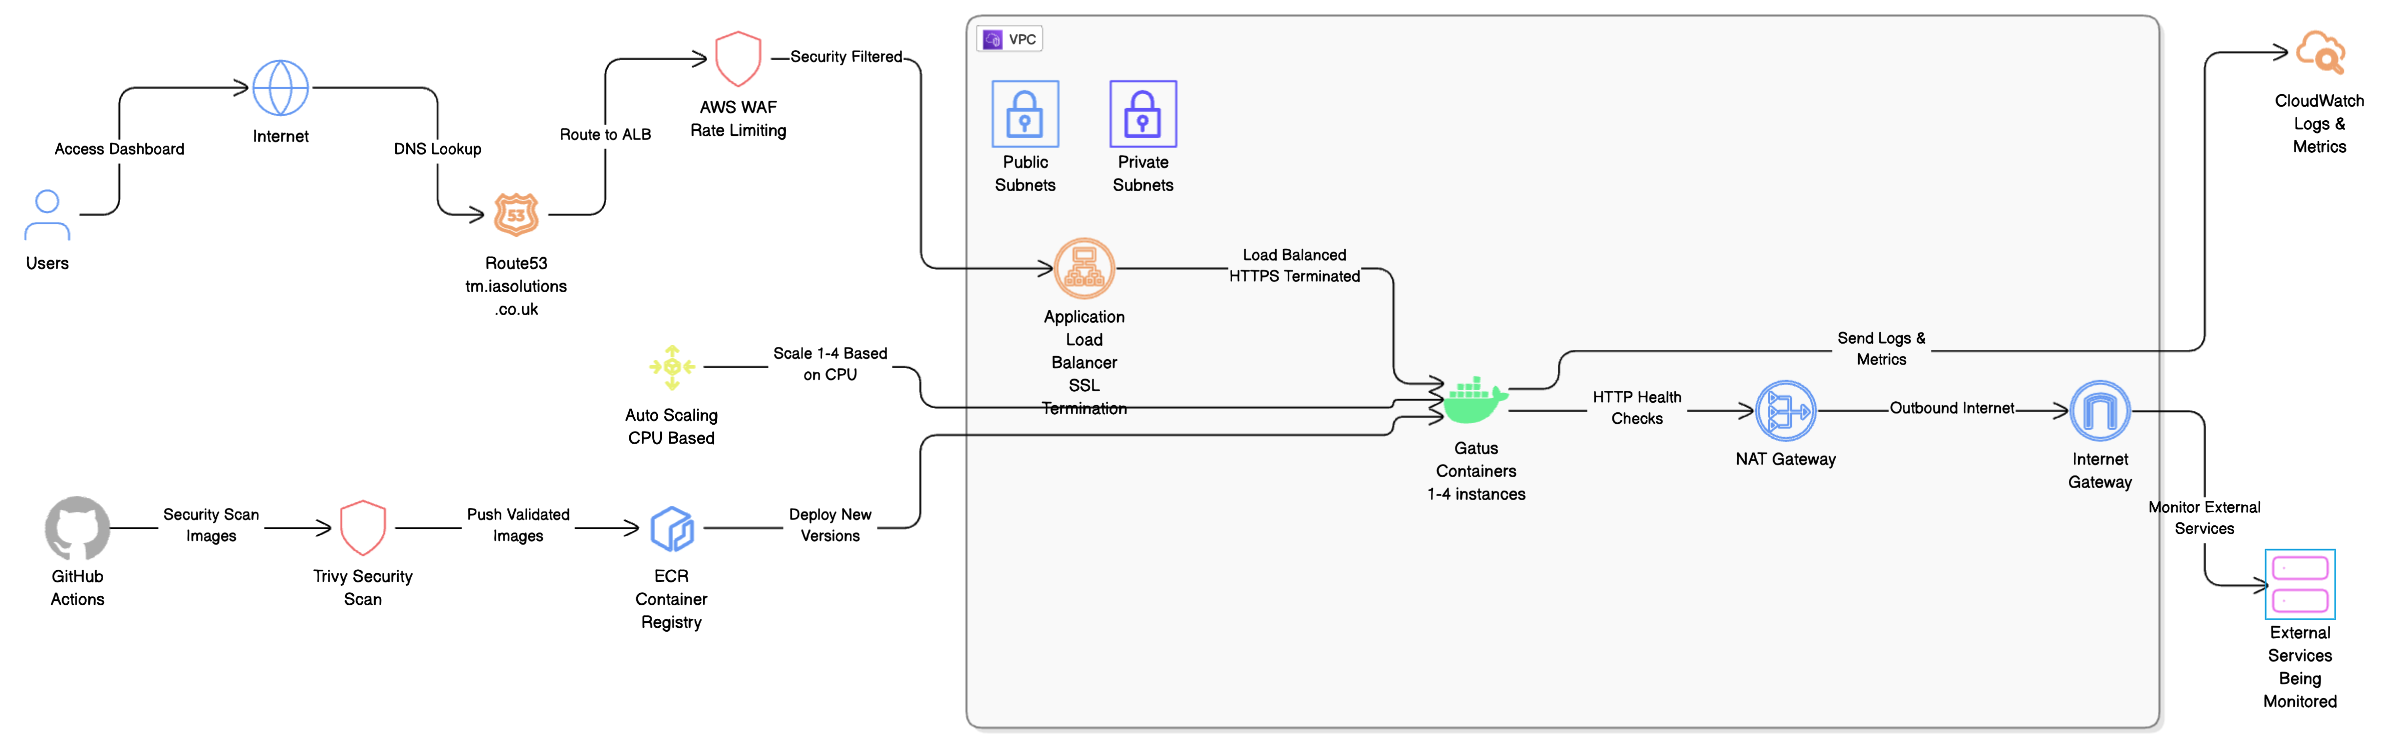 VPC
Access Dashboard
Users
Internet
DNS Lookup
53
Route53
tm.iasolutions
.co.uk
Route to ALB
AWS WAF
Rate Limiting
Security Filtered
Public
Subnets
Private
Subnets
Application
Load
Balancer
SSL
Termination
Load Balanced
HTTPS Terminated
Auto Scaling
CPU Based
Scale 1-4 Based
on CPU
GitHub
Actions
Security Scan
Images
Trivy Security
Scan
Push Validated
Images
ECR
Container
Registry
Deploy New
Versions
Gatus
Containers
1-4 instances
Send Logs &
Metrics
CloudWatch
Logs &
Metrics
HTTP Health
Checks
NAT Gateway
Outbound Internet
Internet
Gateway
Monitor External
Services
External
Services
Being
Monitored